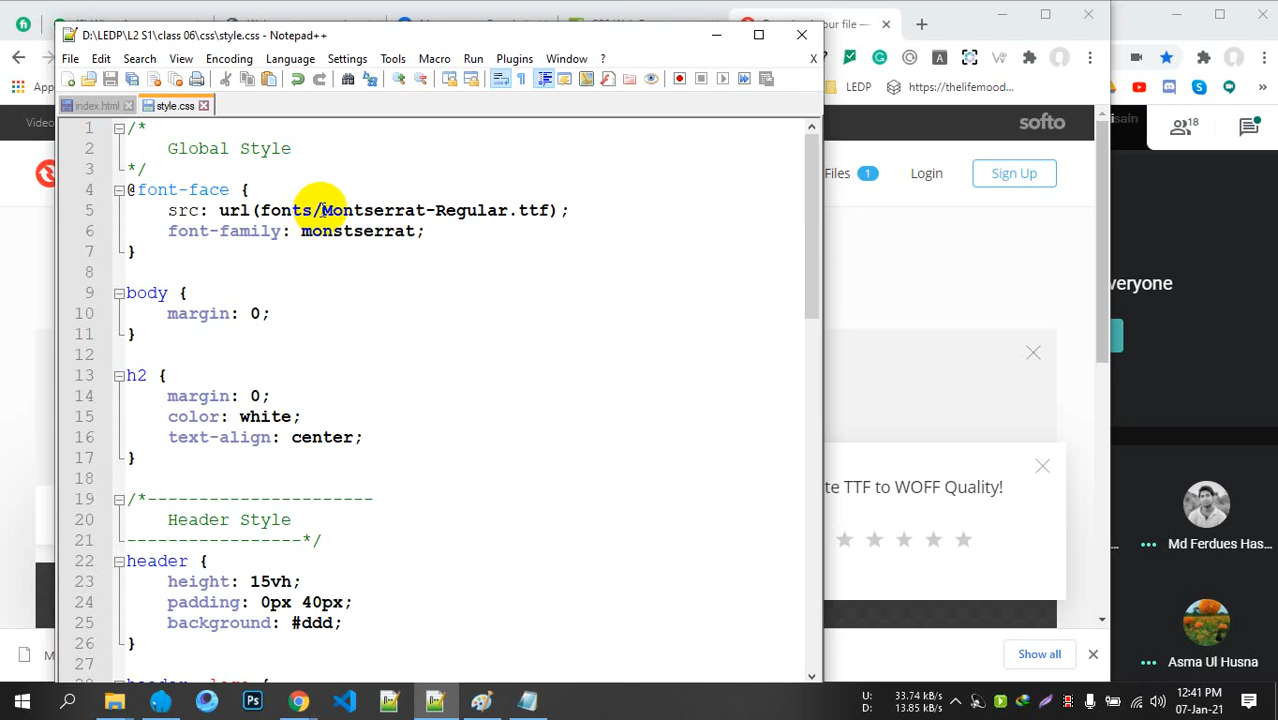 D:\LEDP\L2 S1\class 06\css\style.css - Notepad++
File Edit Search View Encoding Language Settings Tools Macro Run Plugins Window ? X
index.html style.css
1 /*
2 Global Style
3 */
4 @font-face {
5 src: url(fonts/Montserrat-Regular.ttf);
6 font-family: monstserrat;
7 }
8
9 body {
10 margin: 0;
11 }
12
13 h2 {
14 margin: 0;
15 color: white;
16 text-align: center;
17 }
18
19 /*----------------------
20 Header Style
21 -----------------*/
22 header {
23 height: 15vh;
24 padding: 0px 40px;
25 background: #ddd;
26 }
27
your file —
LEDP https://thelifemood...
App
Video softo
Files 1 Login Sign Up
18
veryone
te TTF to WOFF Quality!
Md Ferdues Has...
Asma Ul Husna
M Show all
U: 33.74 kB/s
D: 13.85 kB/s
12:41 PM
07-Jan-21